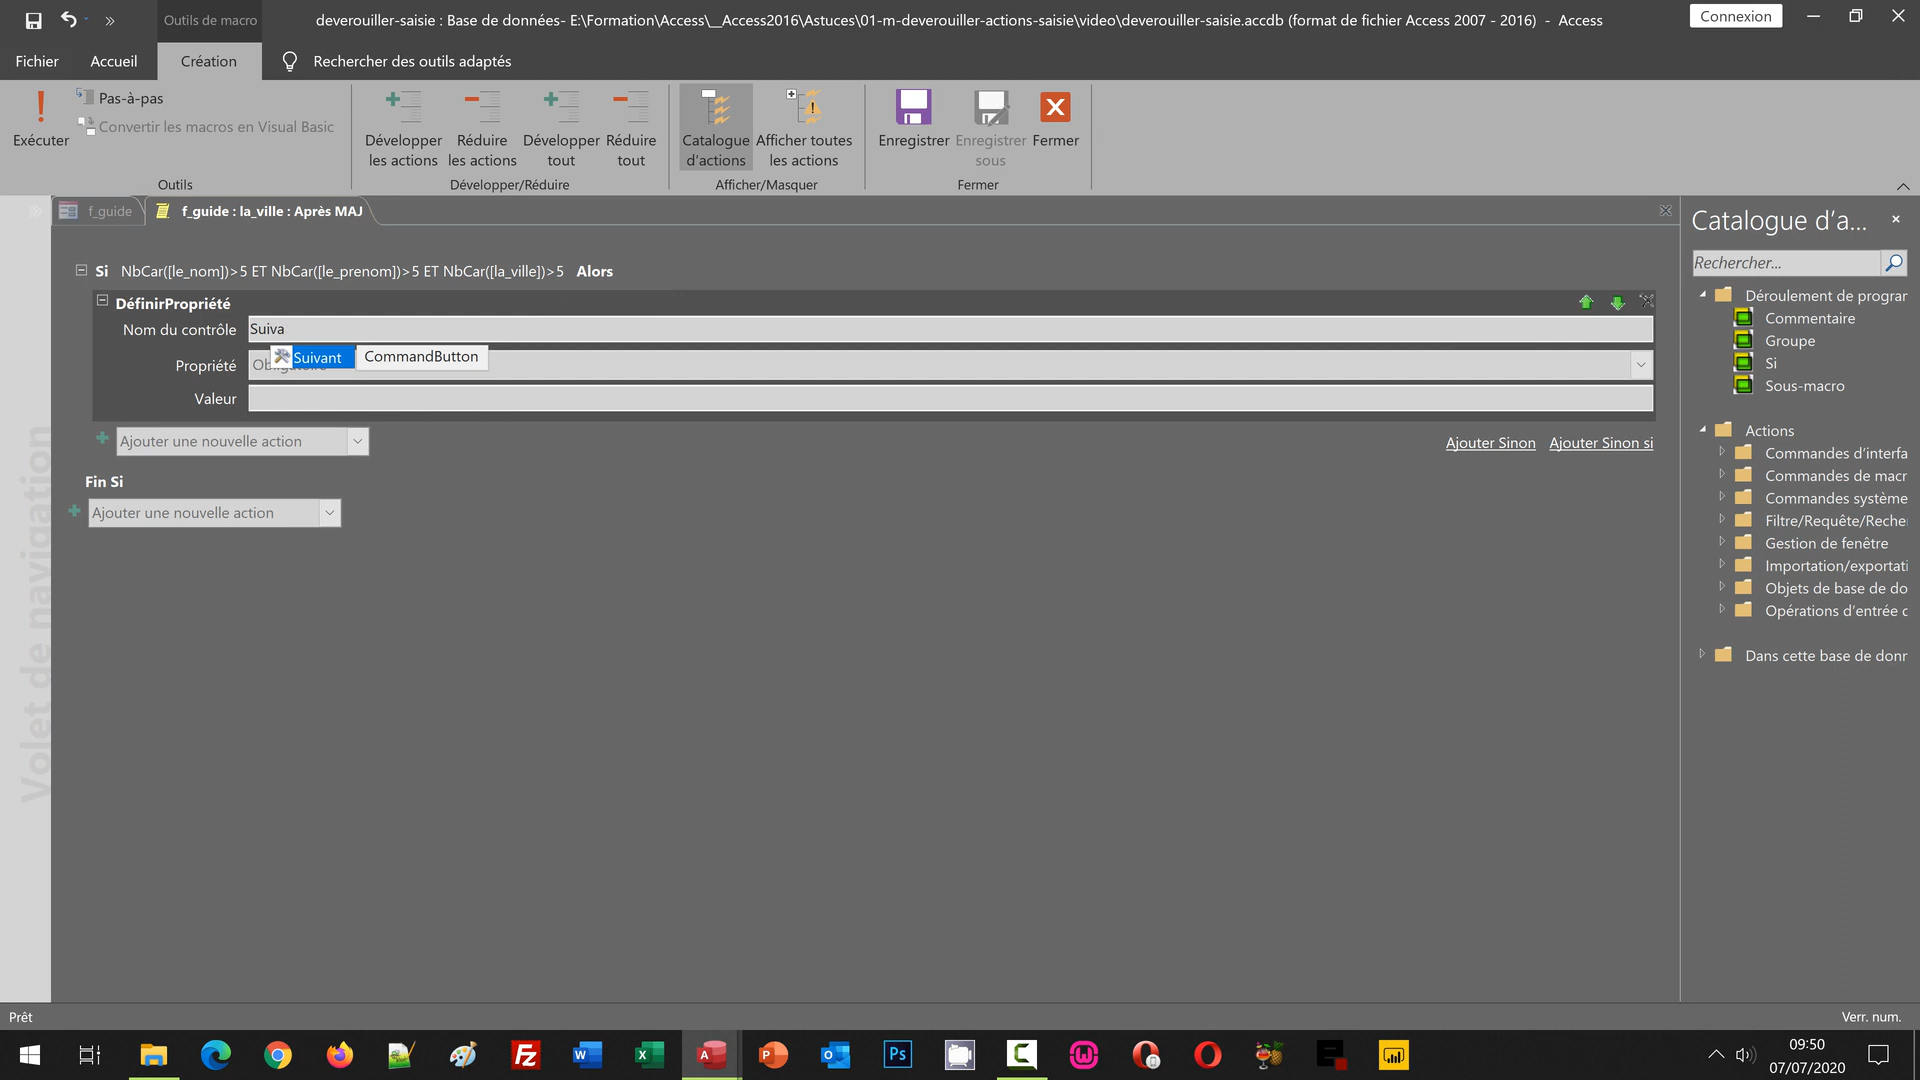 Outils de macro
deverouiller-saisie : Base de données- E:\Formation\Access\__Access2016\Astuces\01-m-deverouiller-actions-saisie\video\deverouiller-saisie.accdb (format de fichier Access 2007 - 2016) - Access
Connexion
Fichier
Accueil
Création
Rechercher des outils adaptés
Exécuter
Pas-à-pas
Convertir les macros en Visual Basic
Outils
Développer les actions
Réduire les actions
Développer tout
Réduire tout
Développer/Réduire
Catalogue d'actions
Afficher toutes les actions
Afficher/Masquer
Enregistrer
Enregistrer sous
Fermer
Fermer
f_guide
f_guide : la_ville : Après MAJ
Volet de navigation
Si NbCar([le_nom])>5 ET NbCar([le_prenom])>5 ET NbCar([la_ville])>5 Alors
DéfinirPropriété
Nom du contrôle Suiva
Suivant CommandButton
Propriété
Valeur
Ajouter une nouvelle action
Ajouter Sinon Ajouter Sinon si
Fin Si
Ajouter une nouvelle action
Catalogue d'a...
Rechercher...
Déroulement de progra
Commentaire
Groupe
Si
Sous-macro
Actions
Commandes d'interfa
Commandes de macr
Commandes système
Filtre/Requête/Reche
Gestion de fenêtre
Importation/exportati
Objets de base de do
Opérations d'entrée
Dans cette base de donn
Prêt
Verr. num.
09:50
07/07/2020